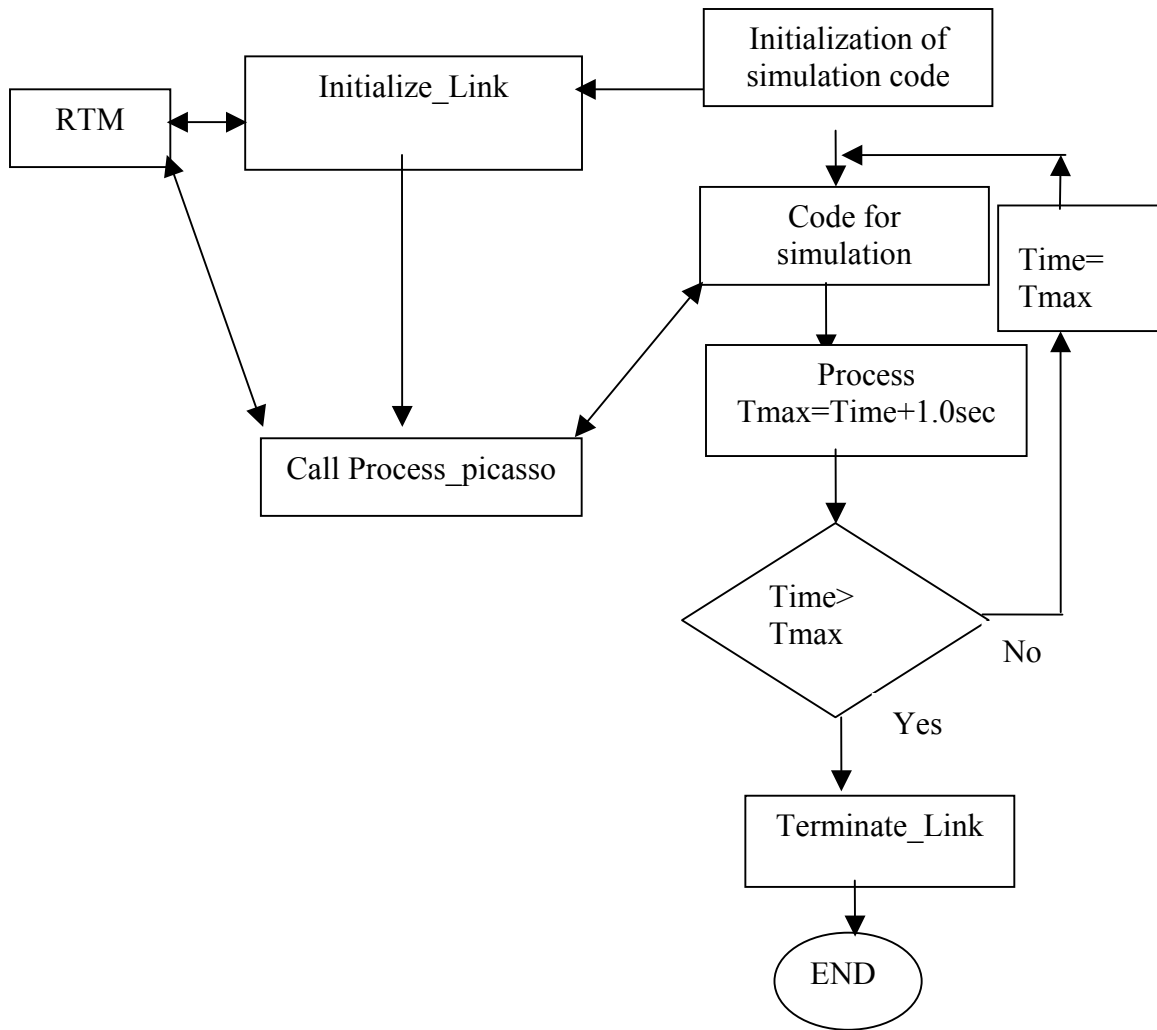 Initialization of
simulation code
Initialize_Link
RTM
Code for
simulation
Time=
Tmax
Process
Tmax=Time+1.0sec
Call Process_picasso
Time>
Tmax
No
Yes
Terminate_Link
END